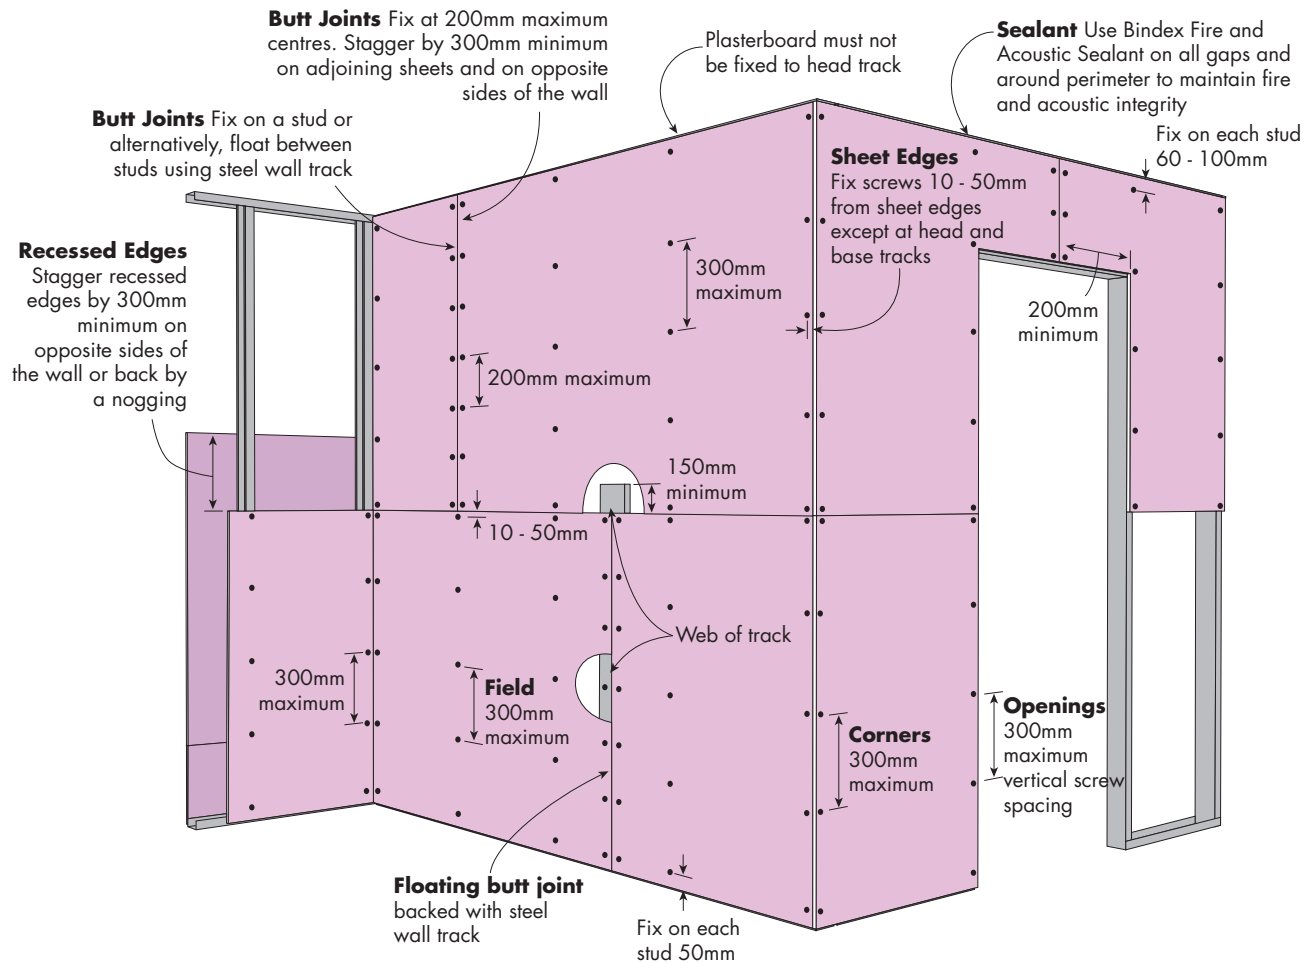 Butt Joints Fix at 200mm maximum
centres. Stagger by 300mm minimum
on adjoining sheets and on opposite
sides of the wall
Plasterboard must not
be fixed to head track
Sealant Use Bindex Fire and
Acoustic Sealant on all gaps and
around perimeter to maintain fire
and acoustic integrity
Butt Joints Fix on a stud or
alternatively, float between
studs using steel wall track
Fix on each stud
60 - 100mm
Sheet Edges
Fix screws 10 - 50mm
from sheet edges
except at head and
base tracks
Recessed Edges
Stagger recessed
edges by 300mm
minimum on
opposite sides of
the wall or back by
a nogging
300mm
maximum
200mm
minimum
200mm maximum
150mm
minimum
10 - 50mm
Web of track
300mm
maximum
Field
300mm
maximum
Corners
300mm
maximum
Openings
300mm
maximum
vertical screw
spacing
Floating butt joint
backed with steel
wall track
Fix on each
stud 50mm